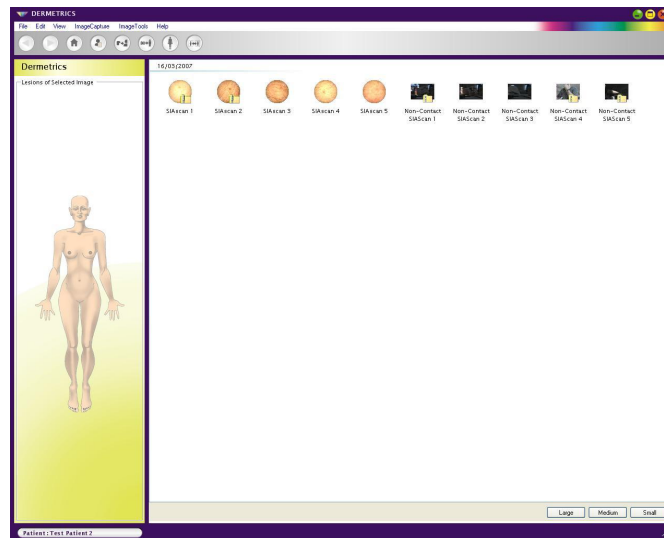 DERMETRICS
File Edit View ImageCapture ImageTools Help
Dermetrics
Lesions of Selected Image
16/03/2007
SIAscan 1 SIAscan 2 SIAscan 3 SIAscan 4 SIAscan 5 Non-Contact Non-Contact Non-Contact Non-Contact Non-Contact
SIAScan 1 SIAScan 2 SIAScan 3 SIAScan 4 SIAScan 5
Large Medium Small
Patient : Test Patient 2